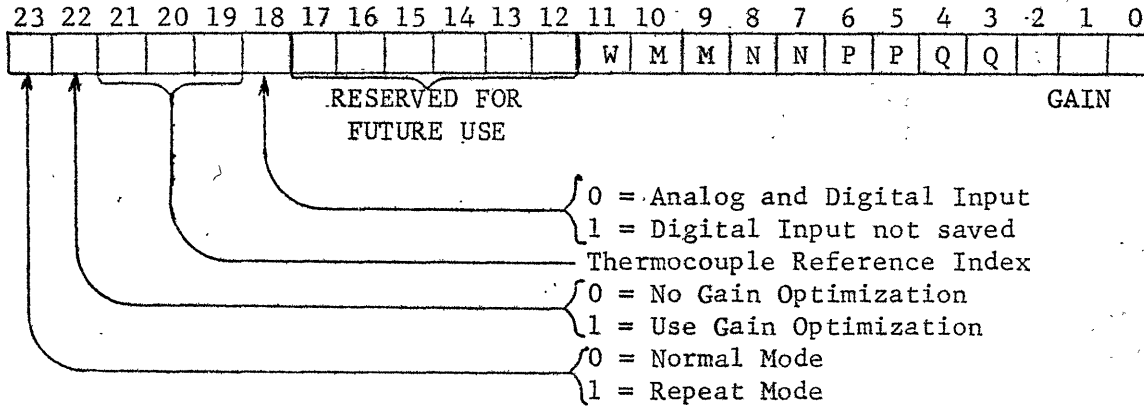 23 22 21 20 19 18 17 16 15 14 13 12 11 10 9 8 7 6 5 4 3 2 1 0
W M M N N P P Q Q
RESERVED FOR GAIN
FUTURE USE
0 = Analog and Digital Input
1 = Digital Input not saved
Thermocouple Reference Index
0 = No Gain Optimization
1 = Use Gain Optimization
0 = Normal Mode
1 = Repeat Mode